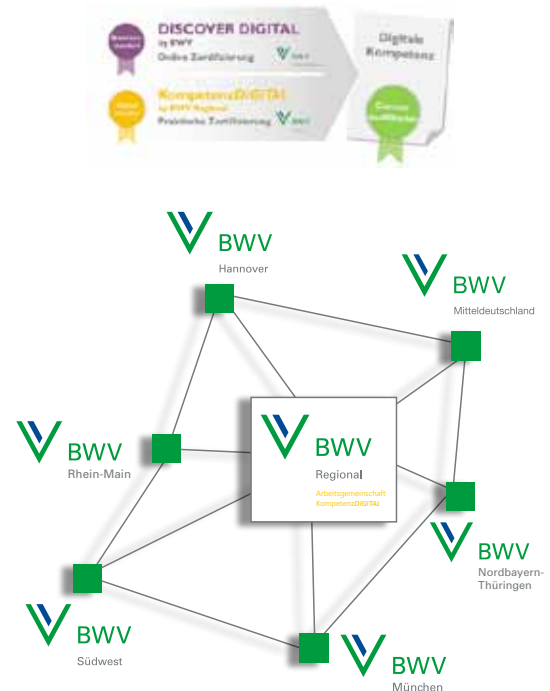 DISCOVER DIGITAL
by BWV
Online Zertifizierung
KompetenzDIGITAL
by BWV Regional
Praktische Zertifizierung
Digitale
Kompetenz
BWV
Hannover
BWV
Mitteldeutschland
BWV
Rhein-Main
BWV
Regional
Arbeitsgemeinschaft
KompetenzDIGITAL
BWV
Nordbayern-
Thüringen
BWV
Südwest
BWV
München